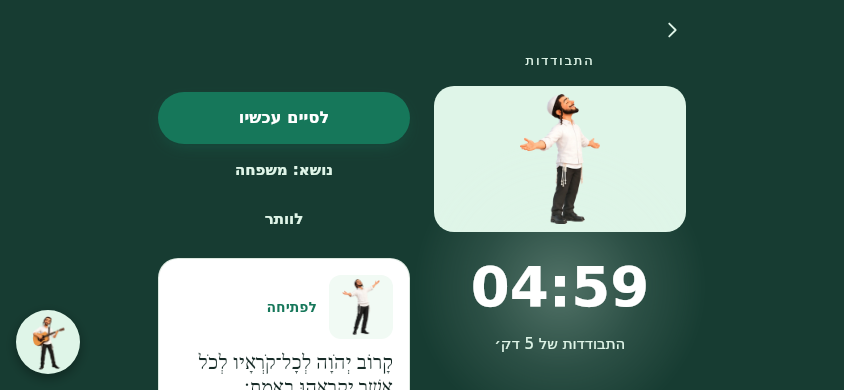 התבודדות
04:59
התבודדות של 5 דק׳
לסיים עכשיו
נושא: משפחה
לוותר
לפתיחה
קָרוֹב יְהֹוָה לְכׇל־קֹרְאָיו לְכֹל
אֲשֶׁר יִקְרָאֻהוּ בֶאֱמֶת׃